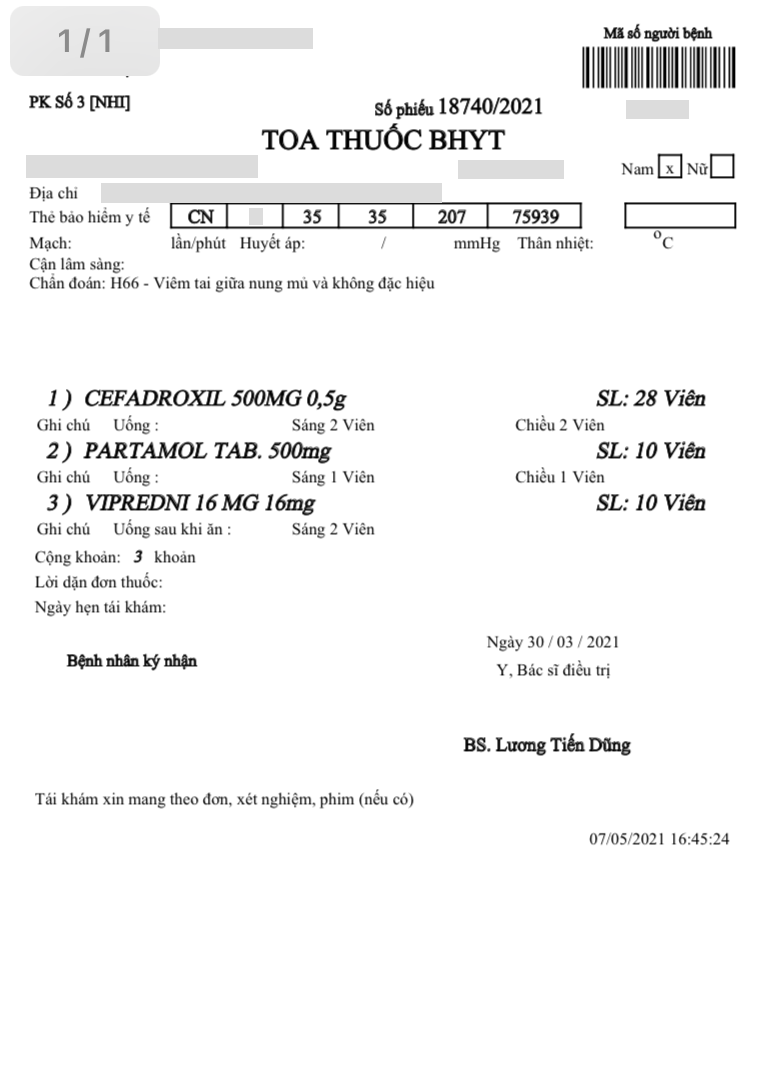 1/1
Mã số người bệnh
PK Số 3 [NHI]
Số phiếu 18740/2021
TOA THUỐC BHYT
Nam x Nữ
Địa chỉ
Thẻ bảo hiểm y tế CN 35 35 207 75939
Mạch: lần/phút Huyết áp: / mmHg Thân nhiệt: °C
Cận lâm sàng:
Chẩn đoán: H66 - Viêm tai giữa nung mủ và không đặc hiệu
1 ) CEFADROXIL 500MG 0,5g SL: 28 Viên
Ghi chú Uống : Sáng 2 Viên Chiều 2 Viên
2 ) PARTAMOL TAB. 500mg SL: 10 Viên
Ghi chú Uống : Sáng 1 Viên Chiều 1 Viên
3 ) VIPREDNI 16 MG 16mg SL: 10 Viên
Ghi chú Uống sau khi ăn : Sáng 2 Viên
Cộng khoản: 3 khoản
Lời dặn đơn thuốc:
Ngày hẹn tái khám:
Ngày 30 / 03 / 2021
Bệnh nhân ký nhận
Y, Bác sĩ điều trị
BS. Lương Tiến Dũng
Tái khám xin mang theo đơn, xét nghiệm, phim (nếu có)
07/05/2021 16:45:24